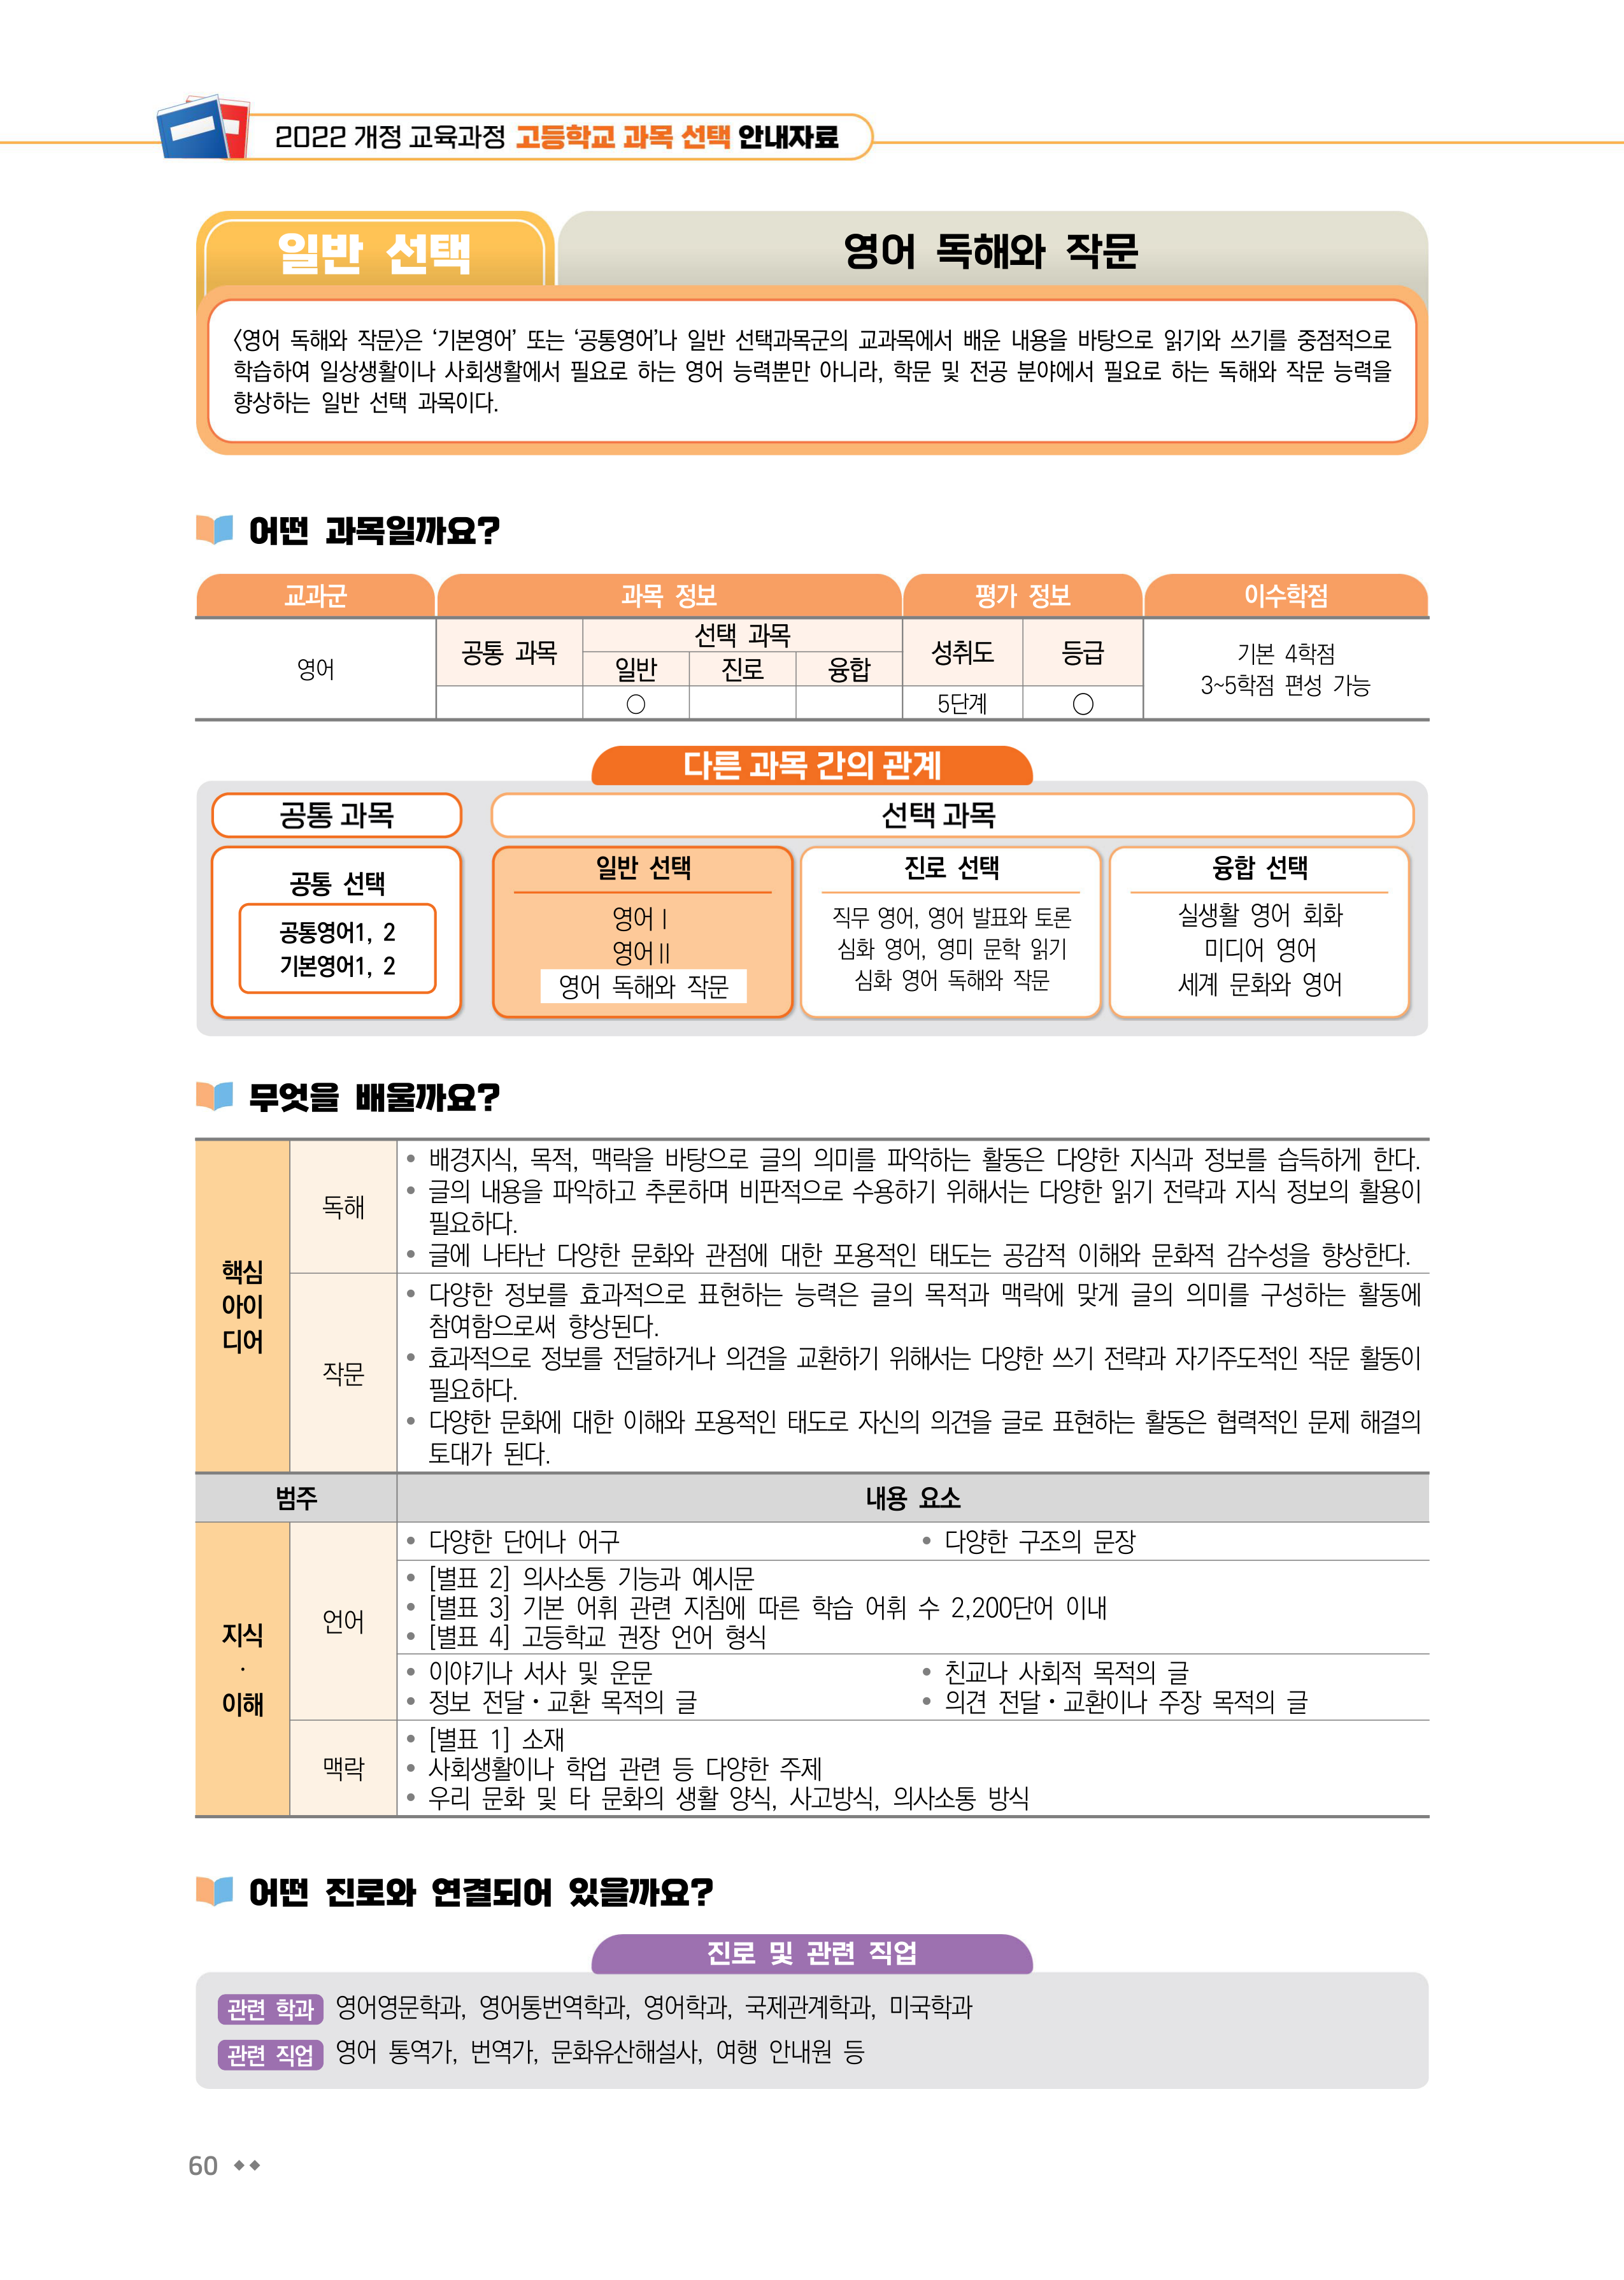 2022 개정 교육과정 고등학교 과목 선택 안내자료
일반 선택
영어 독해와 작문
<영어 독해와 작문>은 ‘기본영어’ 또는 ‘공통영어’나 일반 선택과목군의 교과목에서 배운 내용을 바탕으로 읽기와 쓰기를 중점적으로
학습하여 일상생활이나 사회생활에서 필요로 하는 영어 능력뿐만 아니라, 학문 및 전공 분야에서 필요로 하는 독해와 작문 능력을
향상하는 일반 선택 과목이다.
어떤 과목일까요?
교과군 과목 정보 평가 정보 이수학점
영어
공통 과목
선택 과목
일반 진로 융합
○
성취도 등급
5단계 ○
기본 4학점
3~5학점 편성 가능
다른 과목 간의 관계
공통 과목
선택 과목
공통 선택
공통영어1, 2
기본영어1, 2
일반 선택
영어Ⅰ
영어Ⅱ
영어 독해와 작문
진로 선택
직무 영어, 영어 발표와 토론
심화 영어, 영미 문학 읽기
심화 영어 독해와 작문
융합 선택
실생활 영어 회화
미디어 영어
세계 문화와 영어
무엇을 배울까요?
핵심
아이
디어
독해
• 배경지식, 목적, 맥락을 바탕으로 글의 의미를 파악하는 활동은 다양한 지식과 정보를 습득하게 한다.
• 글의 내용을 파악하고 추론하며 비판적으로 수용하기 위해서는 다양한 읽기 전략과 지식 정보의 활용이
필요하다.
• 글에 나타난 다양한 문화와 관점에 대한 포용적인 태도는 공감적 이해와 문화적 감수성을 향상한다.
작문
• 다양한 정보를 효과적으로 표현하는 능력은 글의 목적과 맥락에 맞게 글의 의미를 구성하는 활동에
참여함으로써 향상된다.
• 효과적으로 정보를 전달하거나 의견을 교환하기 위해서는 다양한 쓰기 전략과 자기주도적인 작문 활동이
필요하다.
• 다양한 문화에 대한 이해와 포용적인 태도로 자신의 의견을 글로 표현하는 활동은 협력적인 문제 해결의
토대가 된다.
범주 내용 요소
지식
·
이해
언어
• 다양한 단어나 어구 • 다양한 구조의 문장
• [별표 2] 의사소통 기능과 예시문
• [별표 3] 기본 어휘 관련 지침에 따른 학습 어휘 수 2,200단어 이내
• [별표 4] 고등학교 권장 언어 형식
• 이야기나 서사 및 운문 • 친교나 사회적 목적의 글
• 정보 전달・교환 목적의 글 • 의견 전달・교환이나 주장 목적의 글
맥락
• [별표 1] 소재
• 사회생활이나 학업 관련 등 다양한 주제
• 우리 문화 및 타 문화의 생활 양식, 사고방식, 의사소통 방식
어떤 진로와 연결되어 있을까요?
진로 및 관련 직업
관련 학과 영어영문학과, 영어통번역학과, 영어학과, 국제관계학과, 미국학과
관련 직업 영어 통역가, 번역가, 문화유산해설사, 여행 안내원 등
60 ◆◆